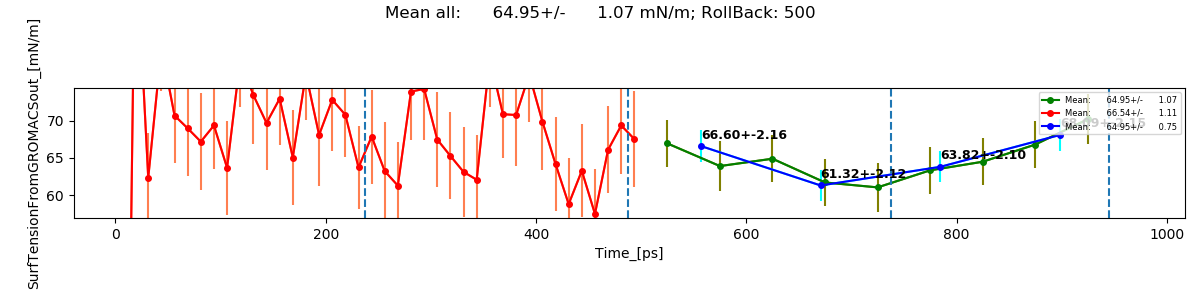 Mean all:      64.95+/-      1.07 mN/m; RollBack: 500
SurfTensionFromGROMACSout_[mN/m]
70
65
60
66.60+-2.16
61.32+-2.12
63.82+-2.10
Mean:      64.95+/-      1.07
Mean:      66.54+/-      1.11
Mean:      64.95+/-      0.75
0
200
400
600
800
1000
Time_[ps]